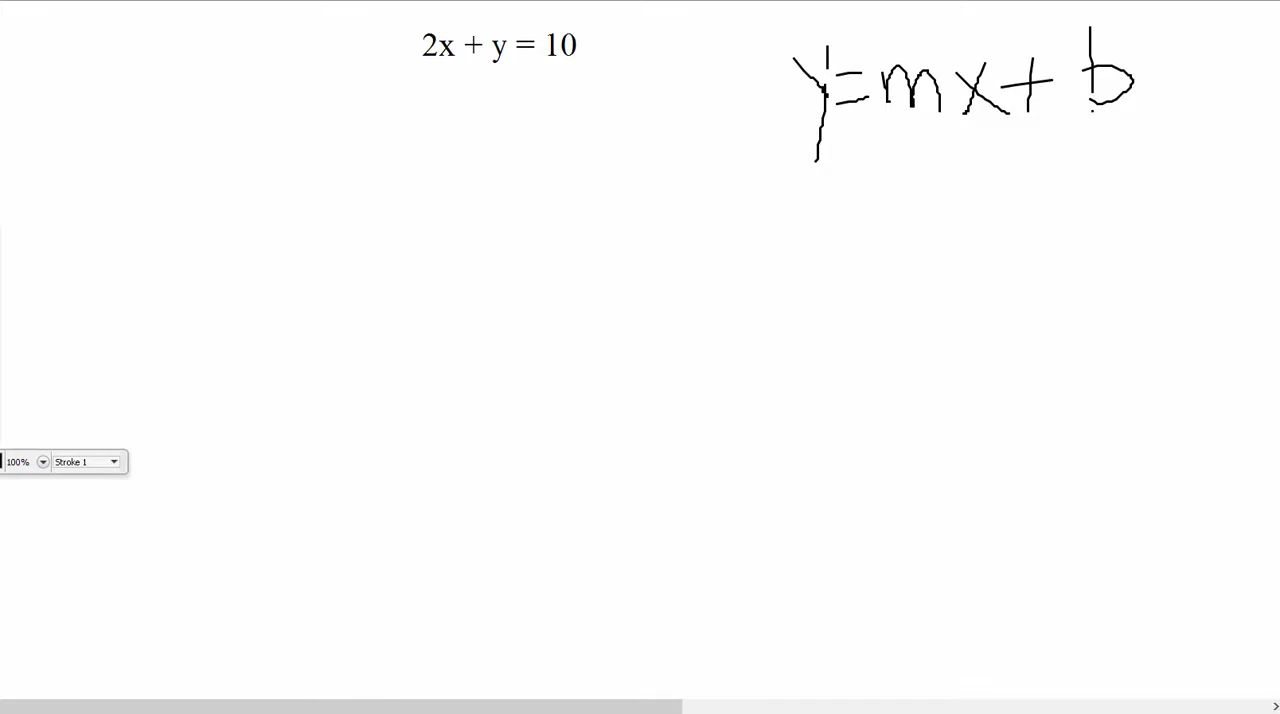 2x + y = 10
y = mx + b
100%
Stroke 1